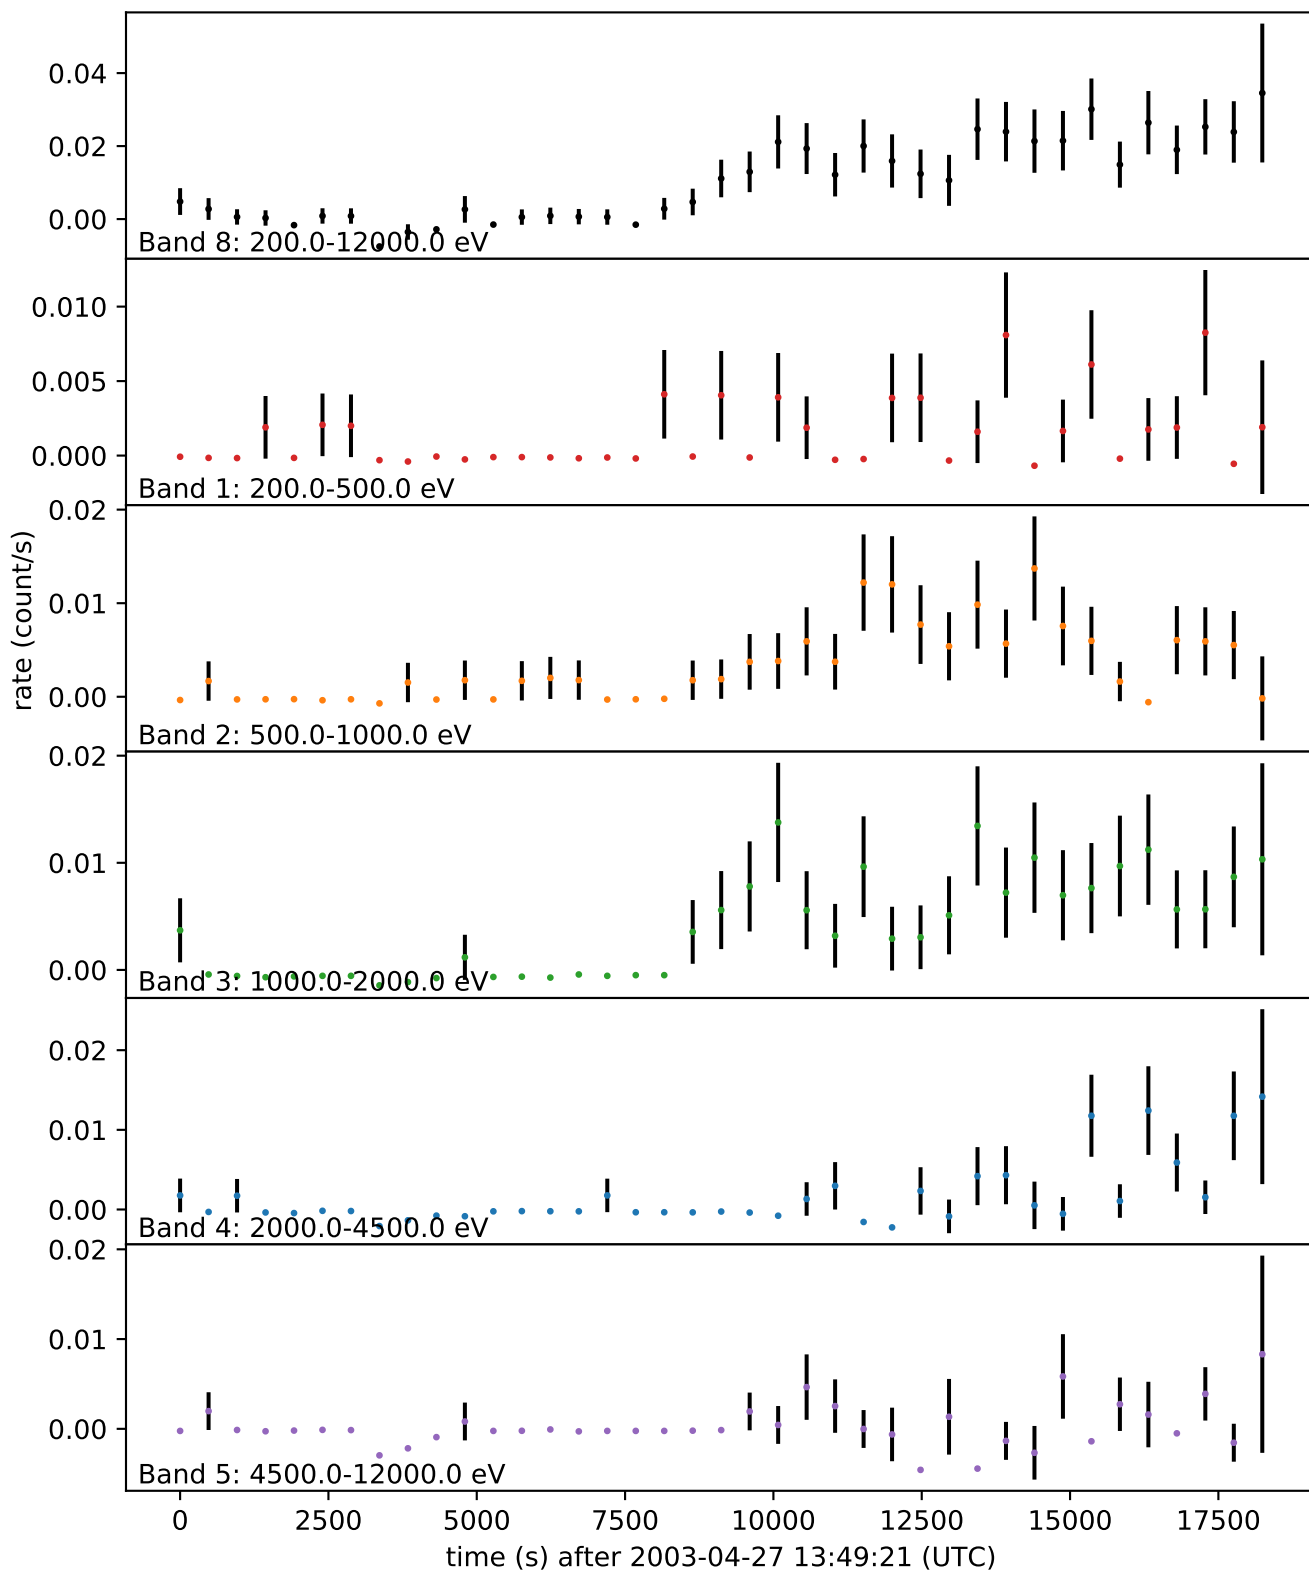 0.04
0.02
0.00
Band 8: 200.0-12000.0 eV
0.010
0.005
0.000
Band 1: 200.0-500.0 eV
0.02
0.01
0.00
Band 2: 500.0-1000.0 eV
rate (count/s)
0.02
0.01
0.00
Band 3: 1000.0-2000.0 eV
0.02
0.01
0.00
Band 4: 2000.0-4500.0 eV
0.02
0.01
0.00
Band 5: 4500.0-12000.0 eV
0 2500 5000 7500 10000 12500 15000 17500
time (s) after 2003-04-27 13:49:21 (UTC)